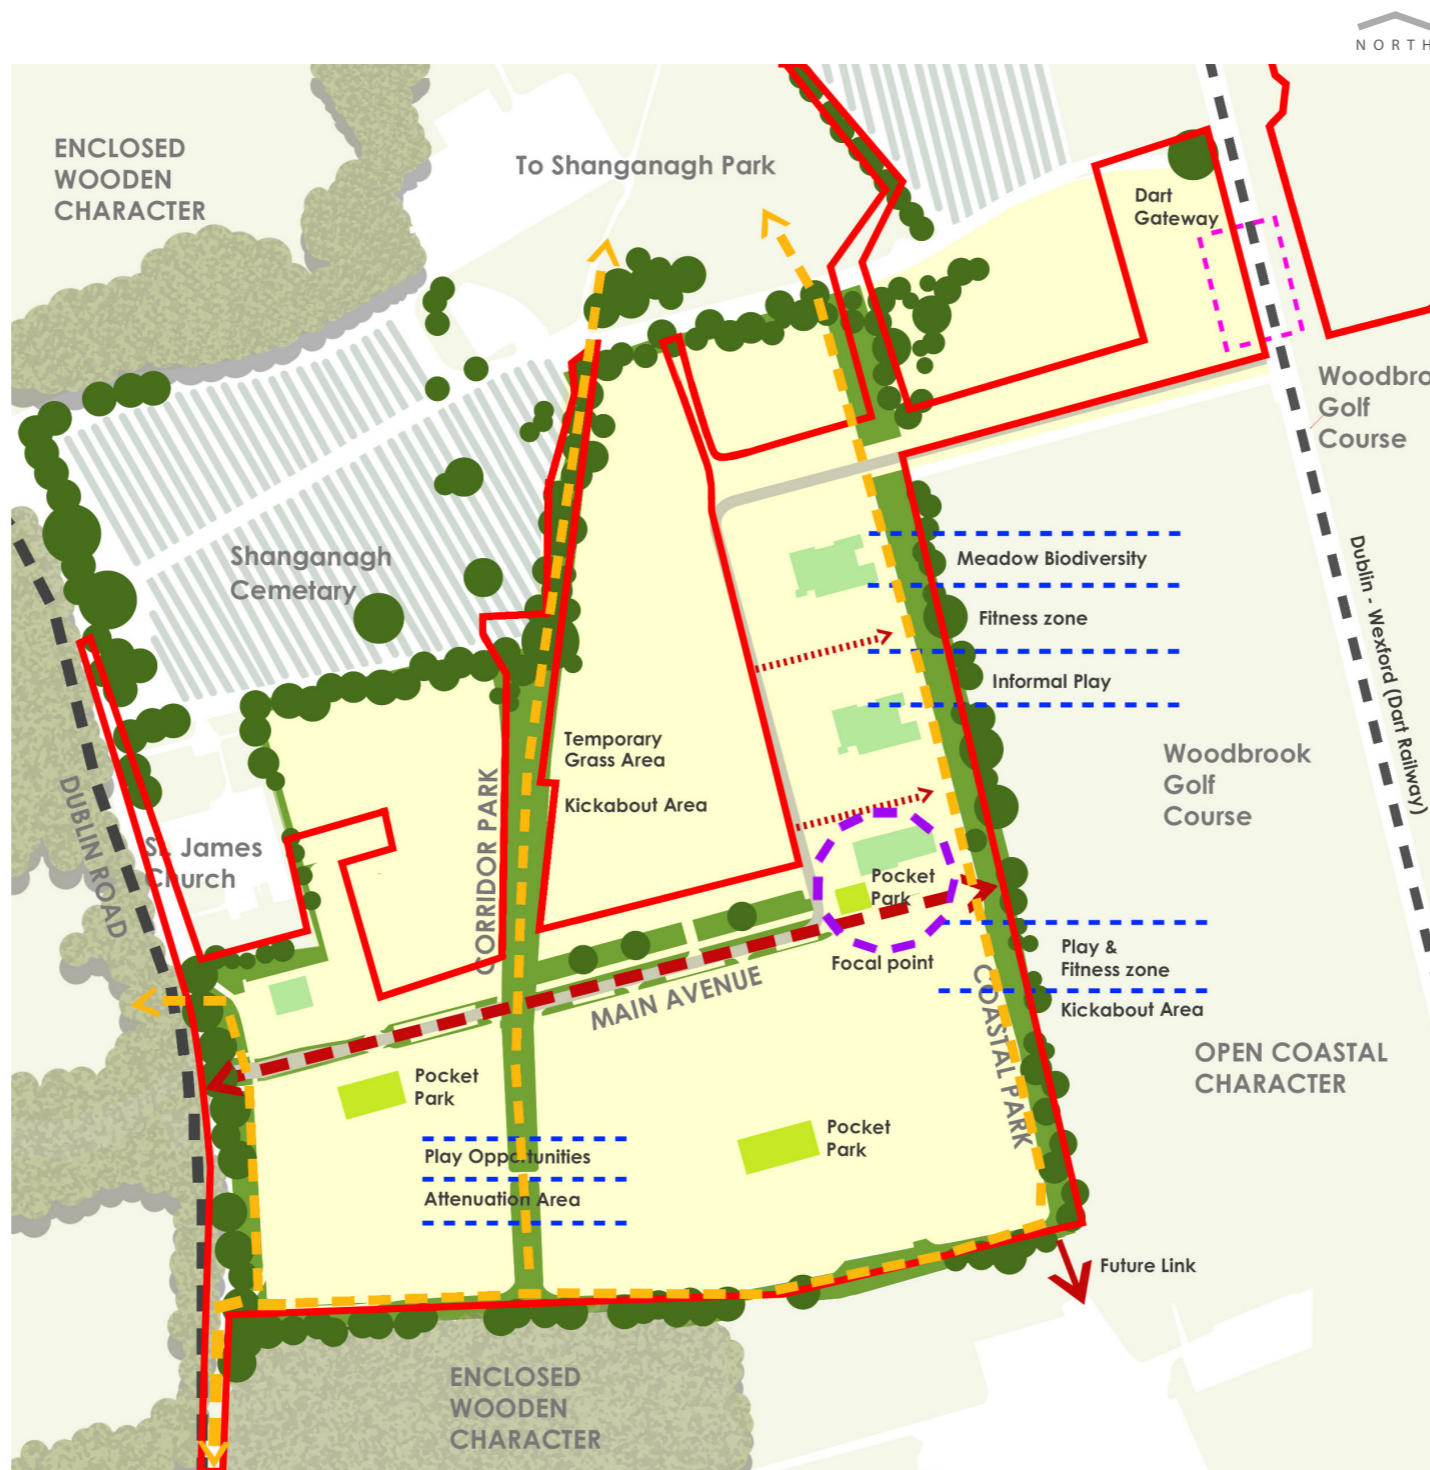 NORTH
ENCLOSED
WOODEN
CHARACTER
To Shanganagh Park
Dart
Gateway
Woodbro
Golf
Course
Shanganagh
Cemetary
Meadow Biodiversity
Fitness zone
Informal Play
Dublin - Wexford (Dart Railway)
Temporary
Grass Area
Kickabout Area
Woodbrook
Golf
Course
CORRIDOR PARK
DUBLIN ROAD
St. James
Church
Pocket
Park
Focal point
Play &
Fitness zone
Kickabout Area
MAIN AVENUE
COASTAL PARK
OPEN COASTAL
CHARACTER
Pocket
Park
Pocket
Park
Play Opportunities
Attenuation Area
Future Link
ENCLOSED
WOODEN
CHARACTER